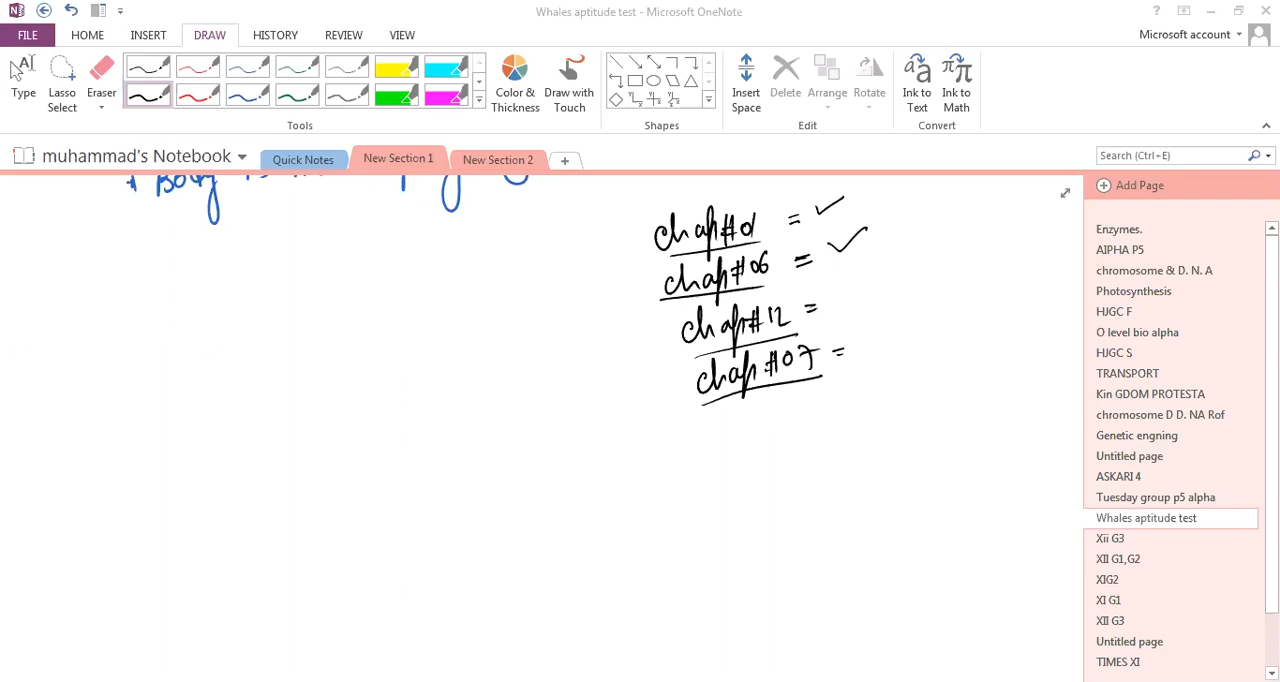 Whales aptitude test - Microsoft OneNote
FILE HOME INSERT DRAW HISTORY REVIEW VIEW
Microsoft account
Type Lasso Select Eraser Color & Thickness Draw with Touch Insert Space Delete Arrange Rotate Ink to Text Ink to Math
Tools Shapes Edit Convert
muhammad's Notebook Quick Notes New Section 1 New Section 2
Search (Ctrl+E)
Add Page
Body
chap#01 = ✓
chap#06 = ✓
chap#12 =
chap#07 =
Enzymes.
AlPHA P5
chromosome & D. N. A
Photosynthesis
HJGC F
O level bio alpha
HJGC S
TRANSPORT
Kin GDOM PROTESTA
chromosome D D. NA Rof
Genetic engning
Untitled page
ASKARI 4
Tuesday group p5 alpha
Whales aptitude test
Xii G3
XII G1,G2
XIG2
XI G1
XII G3
Untitled page
TIMES XI